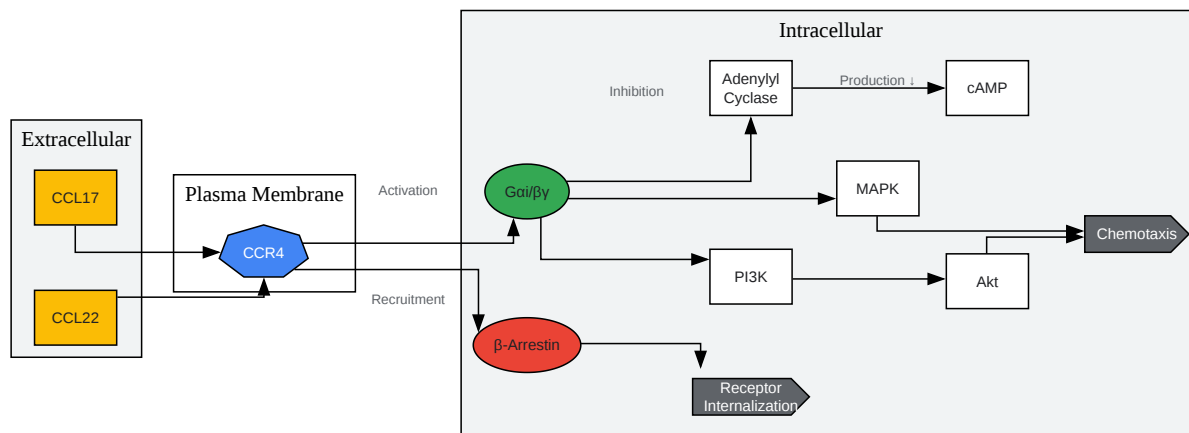 Intracellular
Adenylyl
Cyclase
Production ↓
cAMP
Inhibition
Extracellular
CCL17
Plasma Membrane
Activation
Gαi/βγ
MAPK
CCR4
Chemotaxis
PI3K
Akt
CCL22
Recruitment
β-Arrestin
Receptor
Internalization